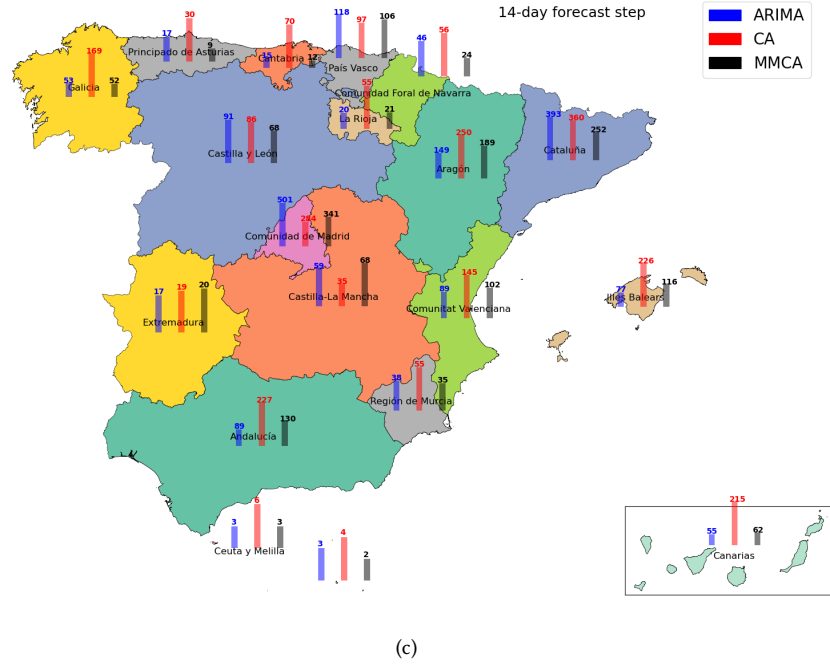 14-day forecast step
ARIMA
CA
MMCA
17
30
9
Principado de Asturias
15
70
12
Cantabria
118
97
106
País Vasco
46
56
24
Comunidad Foral de Navarra
53
169
52
Galicia
20
55
21
La Rioja
91
86
68
Castilla y León
149
250
189
Aragón
393
360
252
Cataluña
501
284
341
Comunidad de Madrid
59
35
68
Castilla-La Mancha
17
19
20
Extremadura
89
145
102
Comunitat Valenciana
77
226
116
Illes Balears
38
55
35
Región de Murcia
89
227
130
Andalucía
3
6
3
Ceuta y Melilla
3
4
2
55
215
62
Canarias
(c)